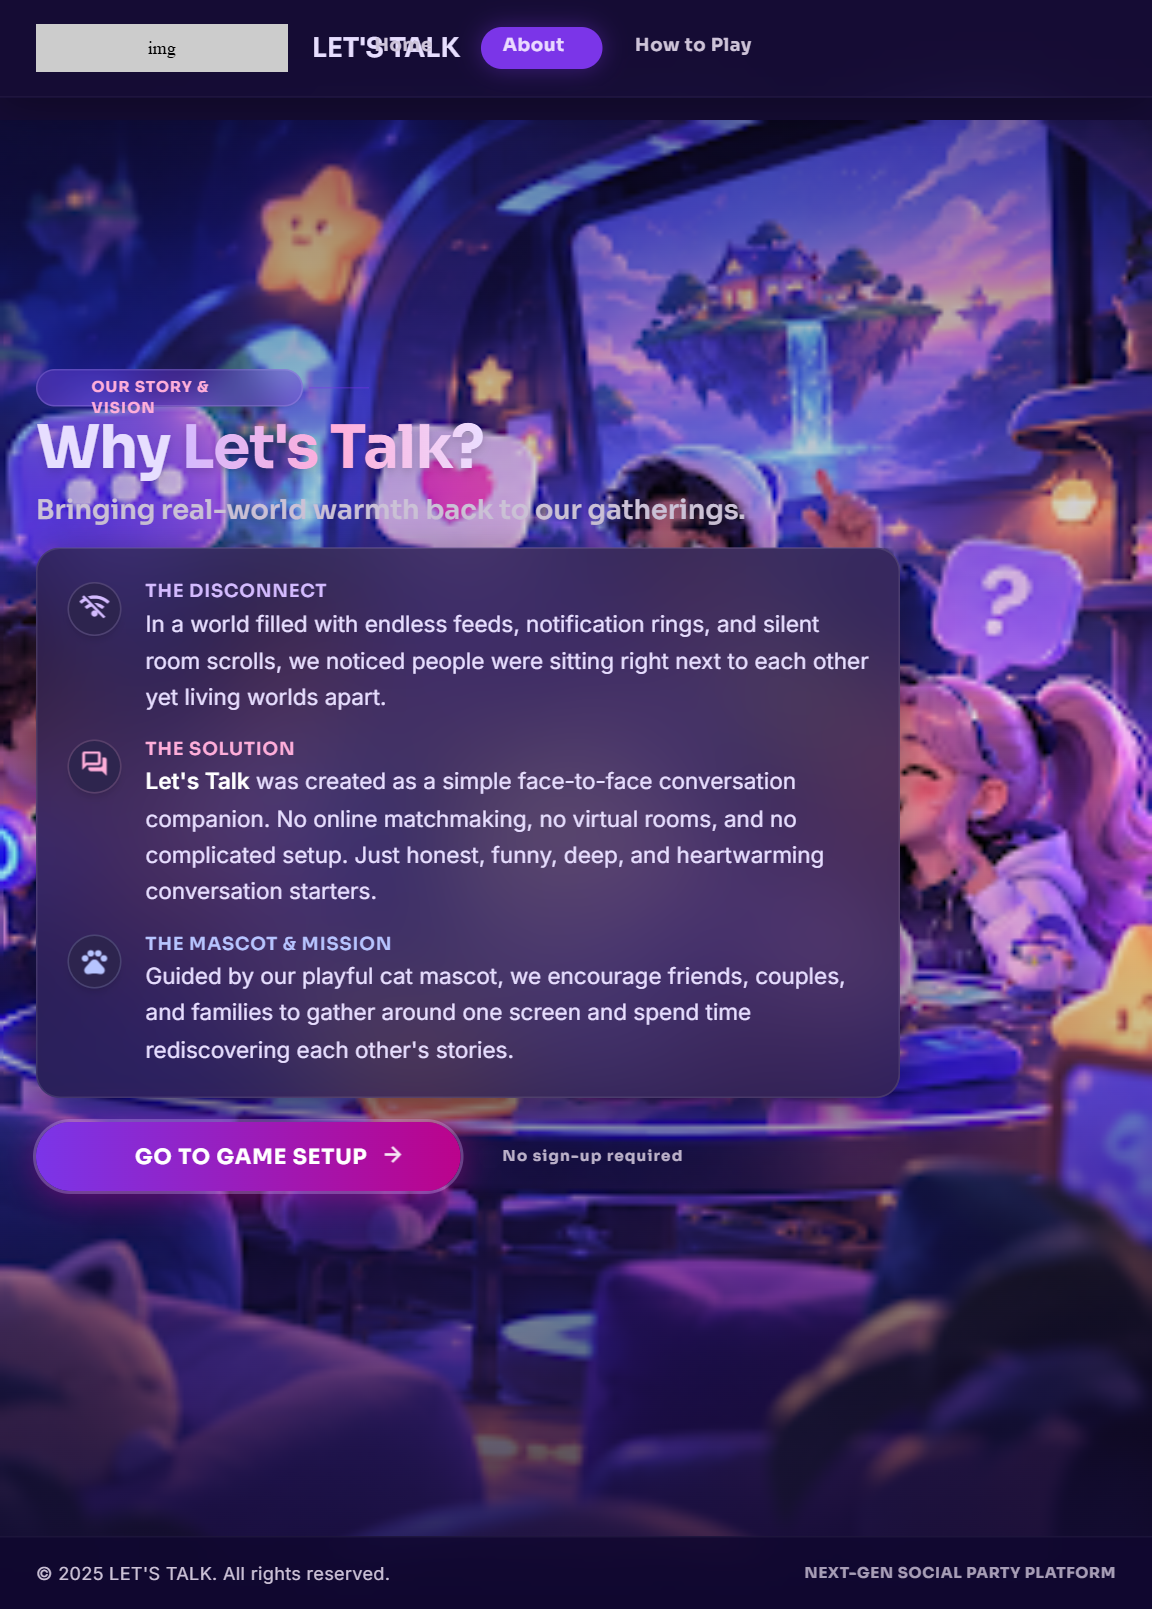 img
LET'S TALK
Home
About
How to Play
OUR STORY &
VISION
Why Let's Talk?
Bringing real-world warmth back to our gatherings.
THE DISCONNECT
In a world filled with endless feeds, notification rings, and silent
room scrolls, we noticed people were sitting right next to each other
yet living worlds apart.
THE SOLUTION
Let's Talk was created as a simple face-to-face conversation
companion. No online matchmaking, no virtual rooms, and no
complicated setup. Just honest, funny, deep, and heartwarming
conversation starters.
THE MASCOT & MISSION
Guided by our playful cat mascot, we encourage friends, couples,
and families to gather around one screen and spend time
rediscovering each other's stories.
GO TO GAME SETUP →
No sign-up required
© 2025 LET'S TALK. All rights reserved.
NEXT-GEN SOCIAL PARTY PLATFORM
?